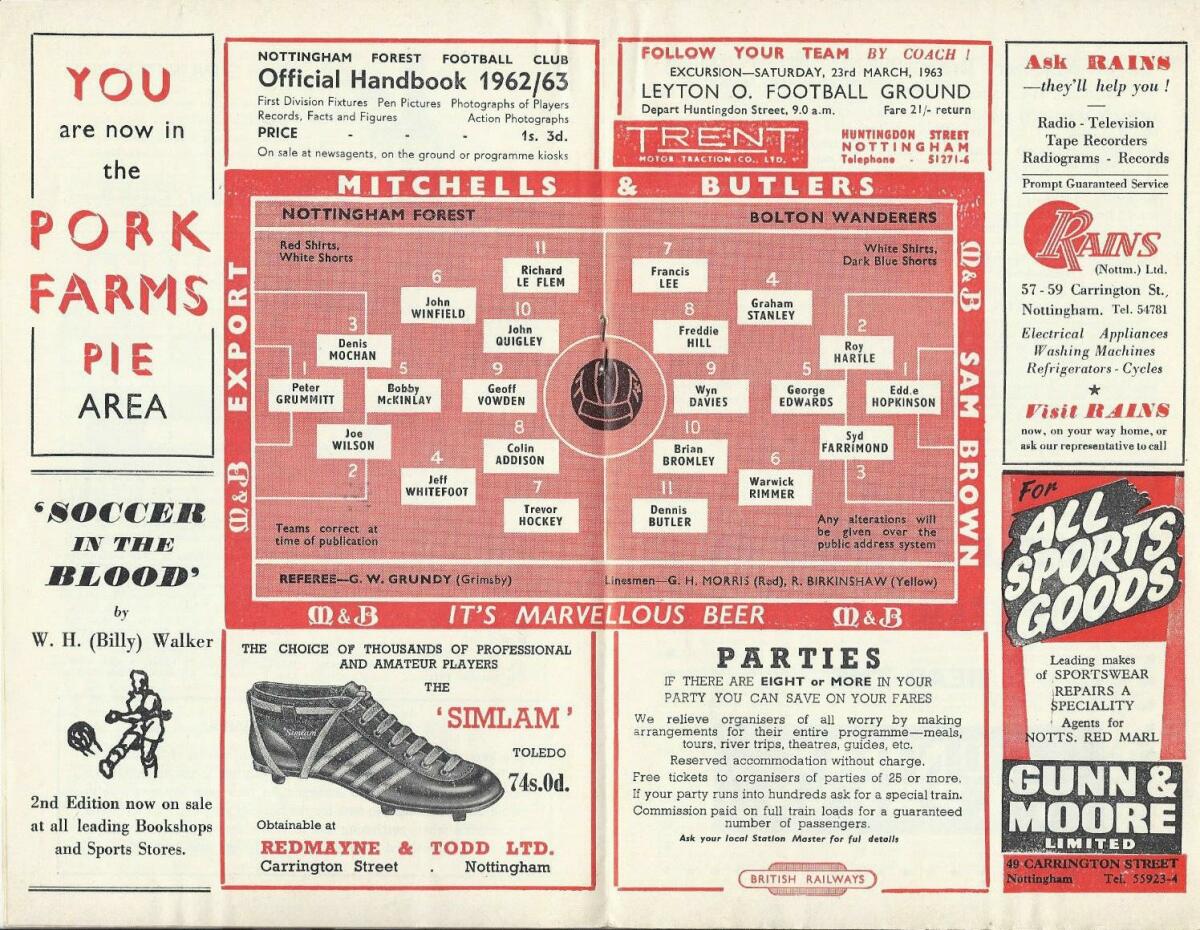 YOU
are now in
the
PORK
FARMS
PIE
AREA
'SOCCER
IN THE
BLOOD'
by
W. H. (Billy) Walker
2nd Edition now on sale
at all leading Bookshops
and Sports Stores.
NOTTINGHAM FOREST FOOTBALL CLUB
Official Handbook 1962/63
First Division Fixtures Pen Pictures Photographs of Players
Records, Facts and Figures Action Photographs
PRICE - - - 1s. 3d.
On sale at newsagents, on the ground or programme kiosks
FOLLOW YOUR TEAM BY COACH !
EXCURSION—SATURDAY, 23rd MARCH, 1963
LEYTON O. FOOTBALL GROUND
Depart Huntingdon Street, 9.0 a.m. Fare 21/- return
TRENT
MOTOR TRACTION CO., LTD.
HUNTINGDON STREET
NOTTINGHAM
Telephone - 51271-6
MITCHELLS & BUTLERS
M&B EXPORT
NOTTINGHAM FOREST
BOLTON WANDERERS
Red Shirts,
White Shorts
White Shirts,
Dark Blue Shorts
1
Peter
GRUMMITT
3
Denis
MOCHAN
Joe
WILSON
2
6
John
WINFIELD
5
Bobby
McKINLAY
4
Jeff
WHITEFOOT
11
Richard
LE FLEM
10
John
QUIGLEY
9
Geoff
VOWDEN
8
Colin
ADDISON
7
Trevor
HOCKEY
7
Francis
LEE
8
Freddie
HILL
9
Wyn
DAVIES
10
Brian
BROMLEY
11
Dennis
BUTLER
4
Graham
STANLEY
5
George
EDWARDS
6
Warwick
RIMMER
2
Roy
HARTLE
Syd
FARRIMOND
3
1
Edd.e
HOPKINSON
Teams correct at
time of publication
Any alterations will
be given over the
public address system
REFEREE—G. W. GRUNDY (Grimsby)
Linesmen—G. H. MORRIS (Red), R. BIRKINSHAW (Yellow)
M&B SAM BROWN
M&B IT'S MARVELLOUS BEER M&B
THE CHOICE OF THOUSANDS OF PROFESSIONAL
AND AMATEUR PLAYERS
THE
'SIMLAM'
Simlam
TOLEDO
74s.0d.
Obtainable at
REDMAYNE & TODD LTD.
Carrington Street . Nottingham
PARTIES
IF THERE ARE EIGHT or MORE IN YOUR
PARTY YOU CAN SAVE ON YOUR FARES
We relieve organisers of all worry by making
arrangements for their entire programme—meals,
tours, river trips, theatres, guides, etc.
Reserved accommodation without charge.
Free tickets to organisers of parties of 25 or more.
If your party runs into hundreds ask for a special train.
Commission paid on full train loads for a guaranteed
number of passengers.
Ask your local Station Master for ful details
BRITISH RAILWAYS
Ask RAINS
—they'll help you !
Radio - Television
Tape Recorders
Radiograms - Records
Prompt Guaranteed Service
RAINS
(Nottm.) Ltd.
57-59 Carrington St.,
Nottingham. Tel. 54781
Electrical Appliances
Washing Machines
Refrigerators - Cycles
Visit RAINS
now, on your way home, or
ask our representative to call
For
ALL
SPORTS
GOODS
Leading makes
of SPORTSWEAR
REPAIRS A
SPECIALITY
Agents for
NOTTS. RED MARL
GUNN &
MOORE
LIMITED
49 CARRINGTON STREET
Nottingham Tel. 55923-4